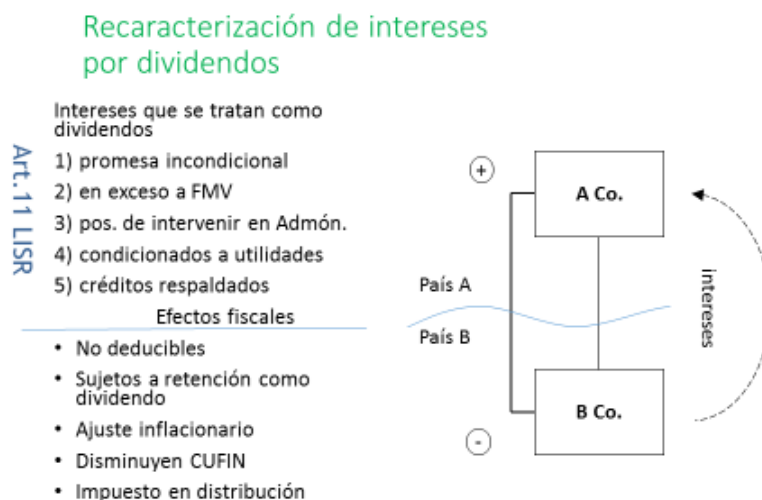 Recaracterización de intereses
por dividendos
Art.11 LISR
Intereses que se tratan como
dividendos
1) promesa incondicional
2) en exceso a FMV
3) pos. de intervenir en Admón.
4) condicionados a utilidades
5) créditos respaldados
Efectos fiscales
• No deducibles
• Sujetos a retención como
dividendo
• Ajuste inflacionario
• Disminuyen CUFIN
• Impuesto en distribución
+
A Co.
País A
País B
intereses
B Co.
-